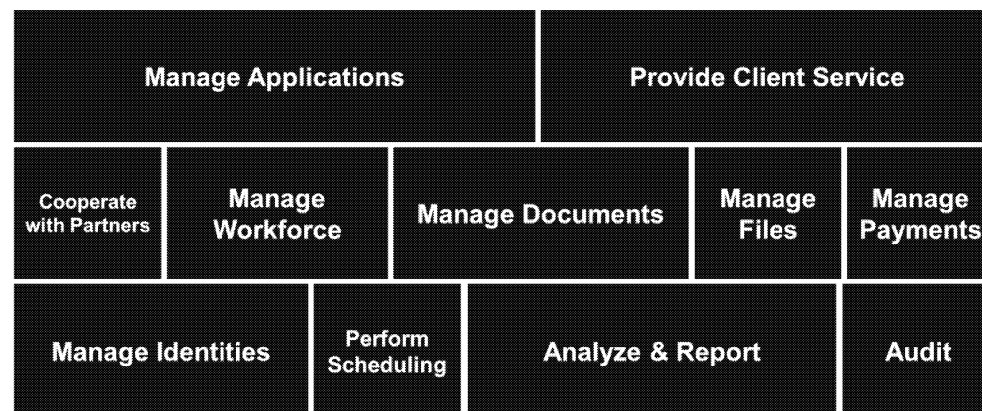 Manage Applications
Provide Client Service
Cooperate
with Partners
Manage
Workforce
Manage Documents
Manage
Files
Manage
Payments
Manage Identities
Perform
Scheduling
Analyze & Report
Audit